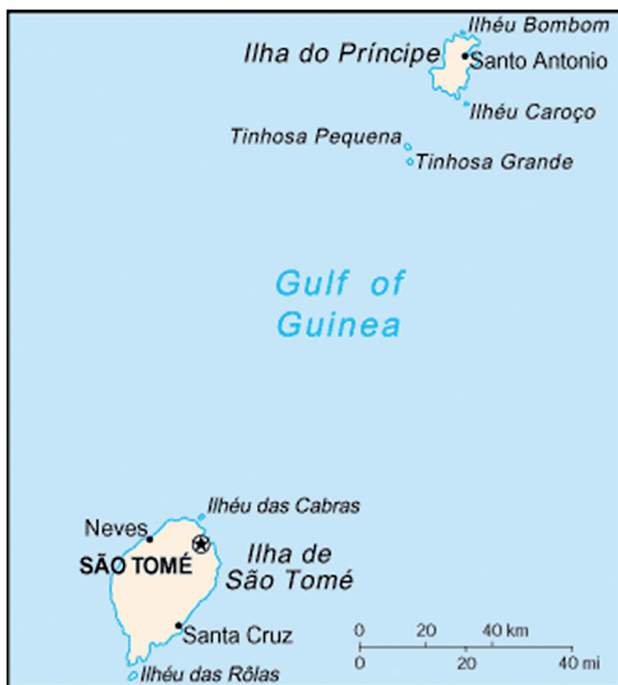 Ilhéu Bombom
Ilha do Príncipe
Santo Antonio
Ilhéu Caroço
Tinhosa Pequena
Tinhosa Grande
Gulf of
Guinea
Ilhéu das Cabras
Neves
SÃO TOMÉ
Ilha de
São Tomé
Santa Cruz
Ilhéu das Rôlas
0 20 40 km
0 20 40 mi